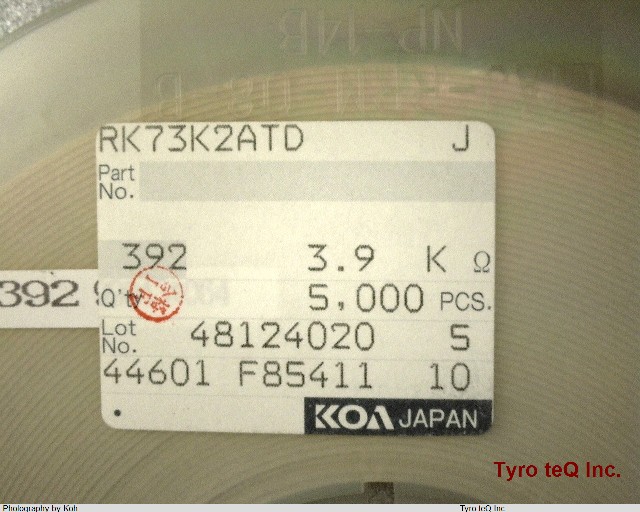 RK73K2ATD J
Part
No.
392 3.9 K Ω
392
Q'ty 5,000 PCS.
Lot
No. 48124020 5
44601 F85411 10
KOA JAPAN
Tyro teQ Inc.
Photography by Koh Tyro teQ Inc